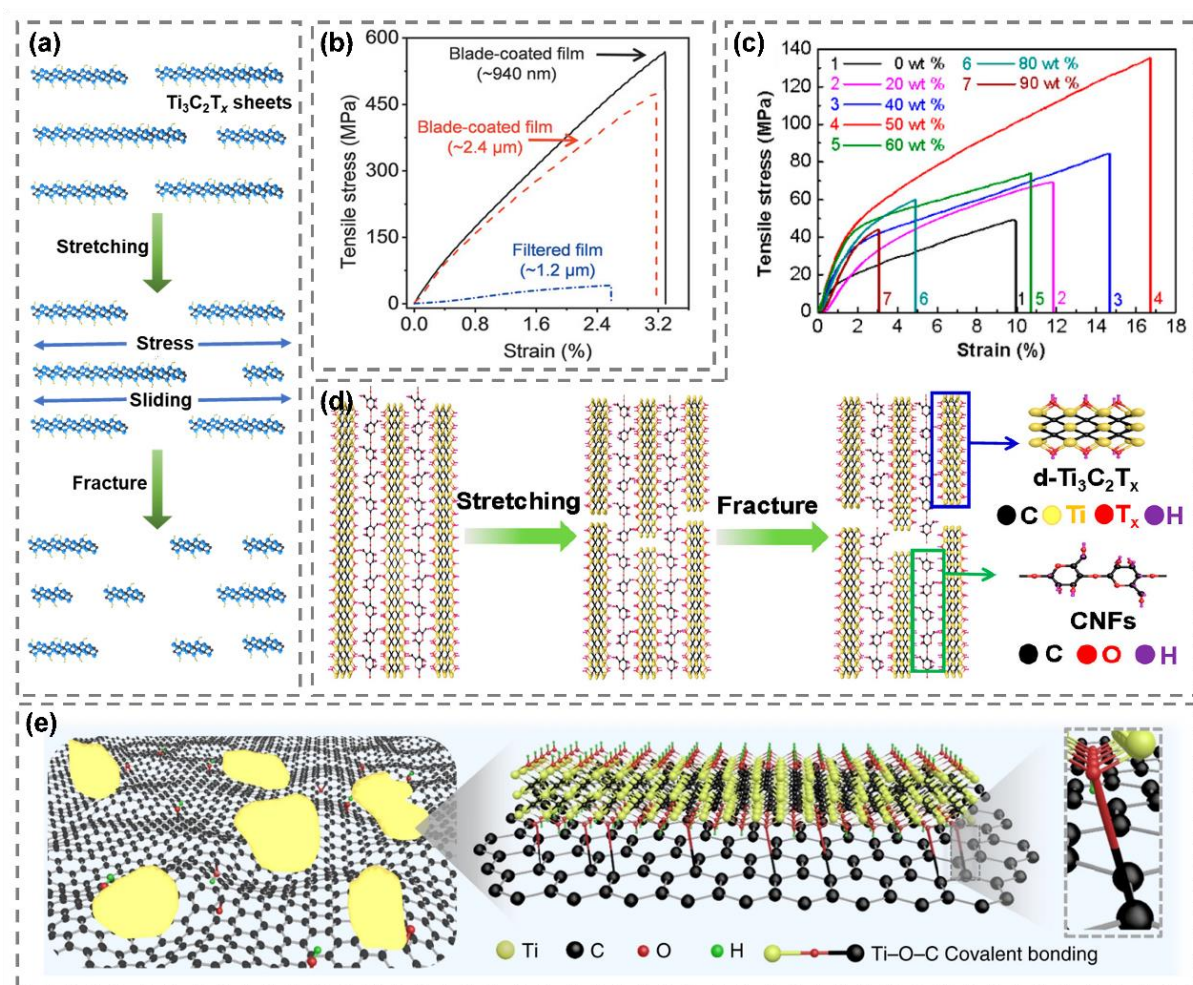 (a)
Ti₃C₂Tₓ sheets
Stretching
Stress
Sliding
Fracture
(b)
600
450
300
150
0
Tensile stress (MPa)
Blade-coated film
(~940 nm)
Blade-coated film
(~2.4 µm)
Filtered film
(~1.2 µm)
0.0 0.8 1.6 2.4 3.2
Strain (%)
(c)
140
120
100
80
60
40
20
0
Tensile stress (MPa)
1 0 wt % 6 80 wt %
2 20 wt % 7 90 wt %
3 40 wt %
4 50 wt %
5 60 wt %
7 6 1 5 2 3 4
0 2 4 6 8 10 12 14 16 18
Strain (%)
(d)
Stretching
Fracture
d-Ti₃C₂Tₓ
C Ti Tₓ H
CNFs
C O H
(e)
Ti C O H Ti–O–C Covalent bonding